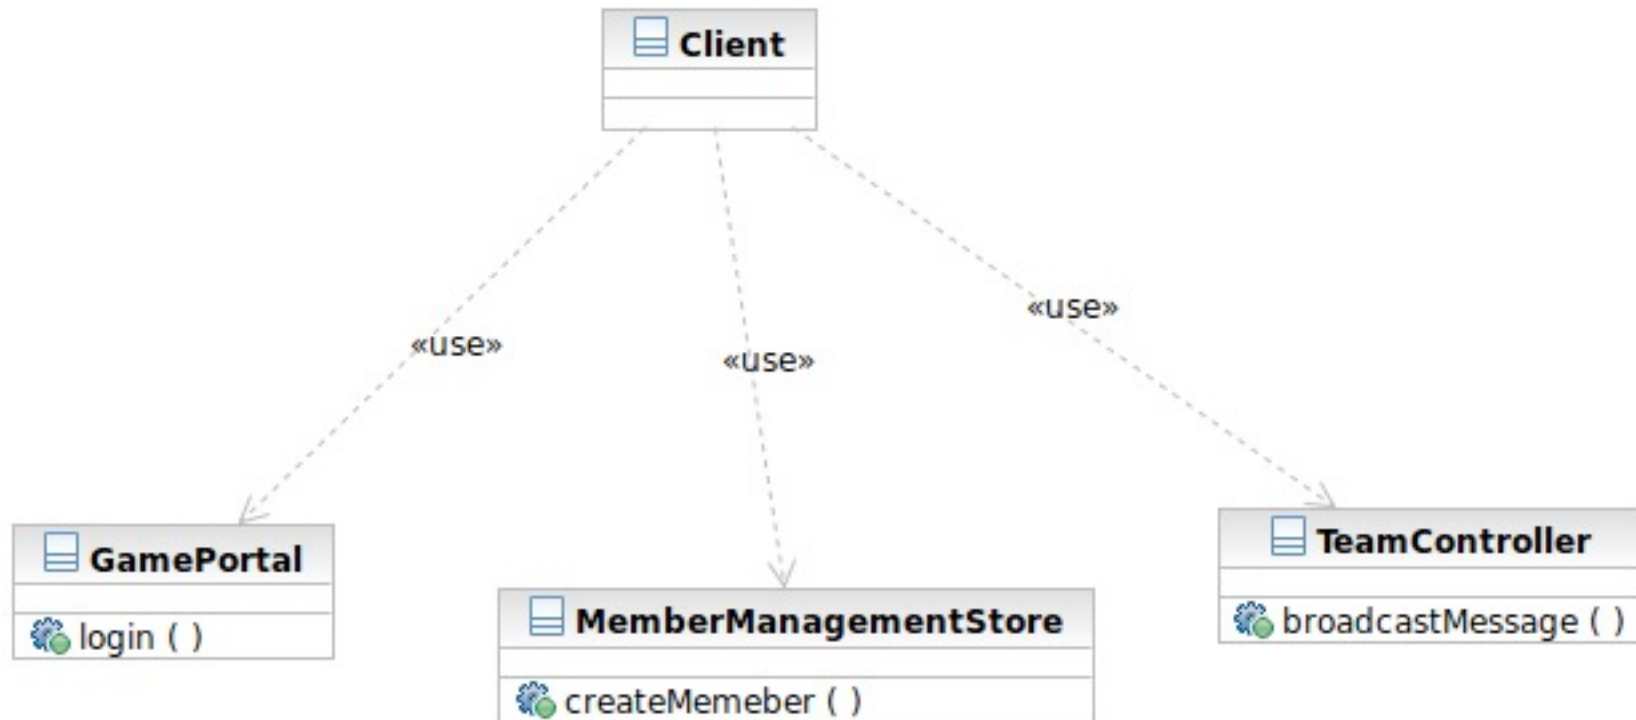 Client
«use»
«use»
«use»
GamePortal
login ( )
MemberManagementStore
createMemeber ( )
TeamController
broadcastMessage ( )